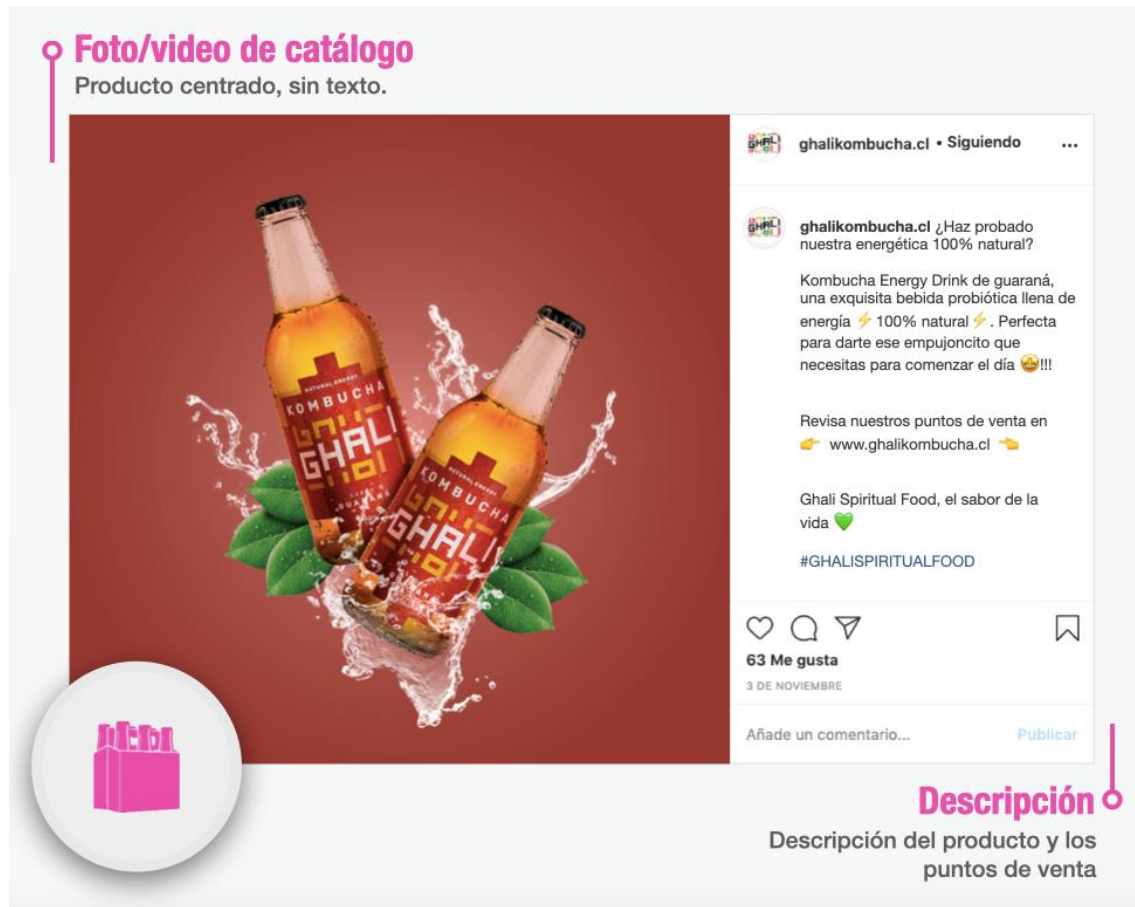 Foto/video de catálogo
Producto centrado, sin texto.
GHALI
ghalikombucha.cl • Siguiendo
...
GHALI
ghalikombucha.cl ¿Haz probado
nuestra energética 100% natural?
Kombucha Energy Drink de guaraná,
una exquisita bebida probiótica llena de
energía ⚡100% natural⚡. Perfecta
para darte ese empujoncito que
necesitas para comenzar el día 🤩!!!
Revisa nuestros puntos de venta en
👉 www.ghalikombucha.cl 👈
Ghali Spiritual Food, el sabor de la
vida 💚
#GHALISPIRITUALFOOD
63 Me gusta
3 DE NOVIEMBRE
Añade un comentario...
Publicar
NATURAL ENERGY
KOMBUCHA
GHALI
GUARANÁ
NATURAL ENERGY
KOMBUCHA
GHALI
Descripción
Descripción del producto y los
puntos de venta